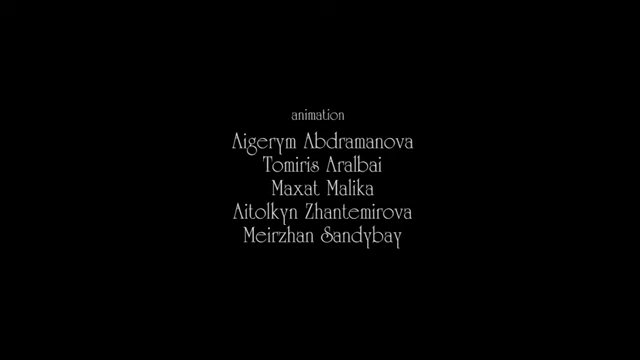 animation
Aigerym Abdramanova
Tomiris Aralbai
Maxat Malika
Aitolkyn Zhantemirova
Meirzhan Sandybay